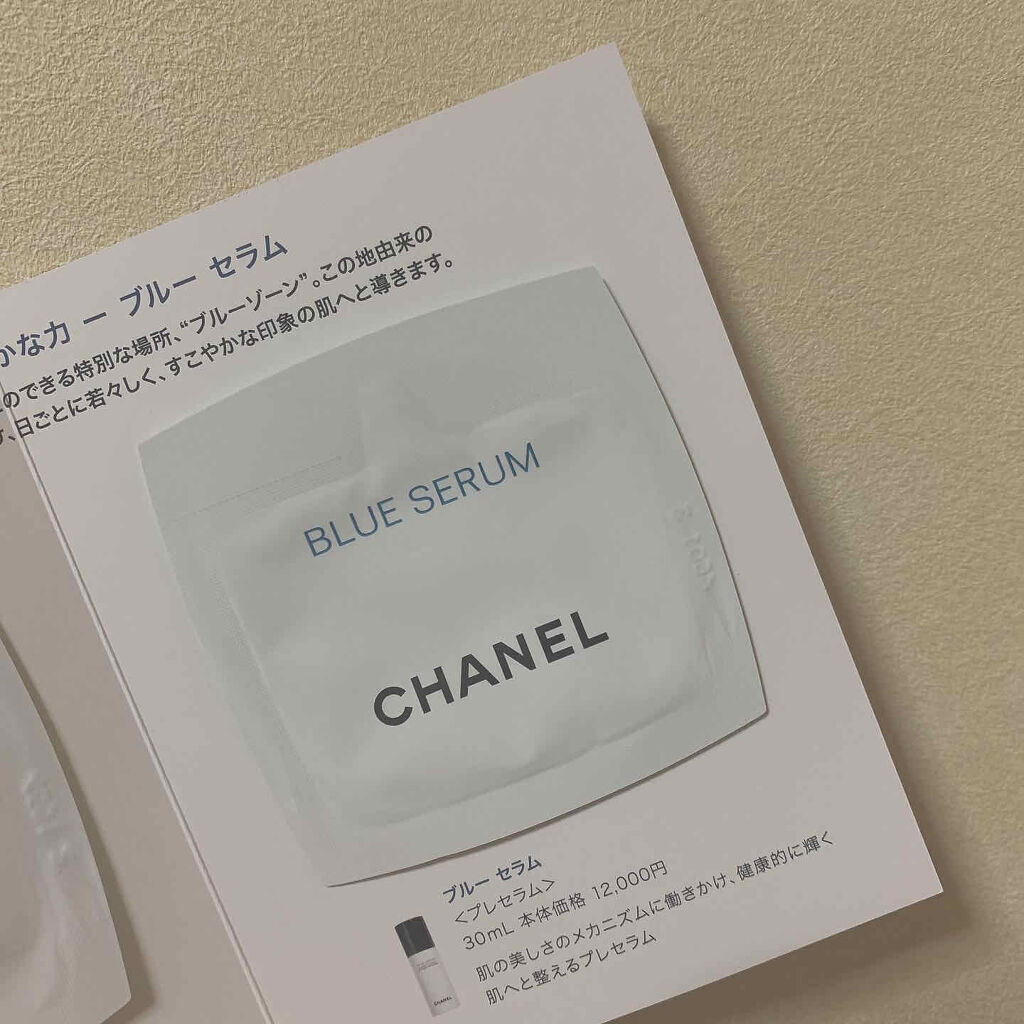 かな力 ー ブルー セラム
のできる特別な場所、“ブルーゾーン”。この地由来の
、日ごとに若々しく、すこやかな印象の肌へと導きます。
BLUE SERUM
CHANEL
ブルー セラム
<プレセラム>
30mL 本体価格 12,000円
肌の美しさのメカニズムに働きかけ、健康的に輝く
肌へと整えるプレセラム
CHANEL